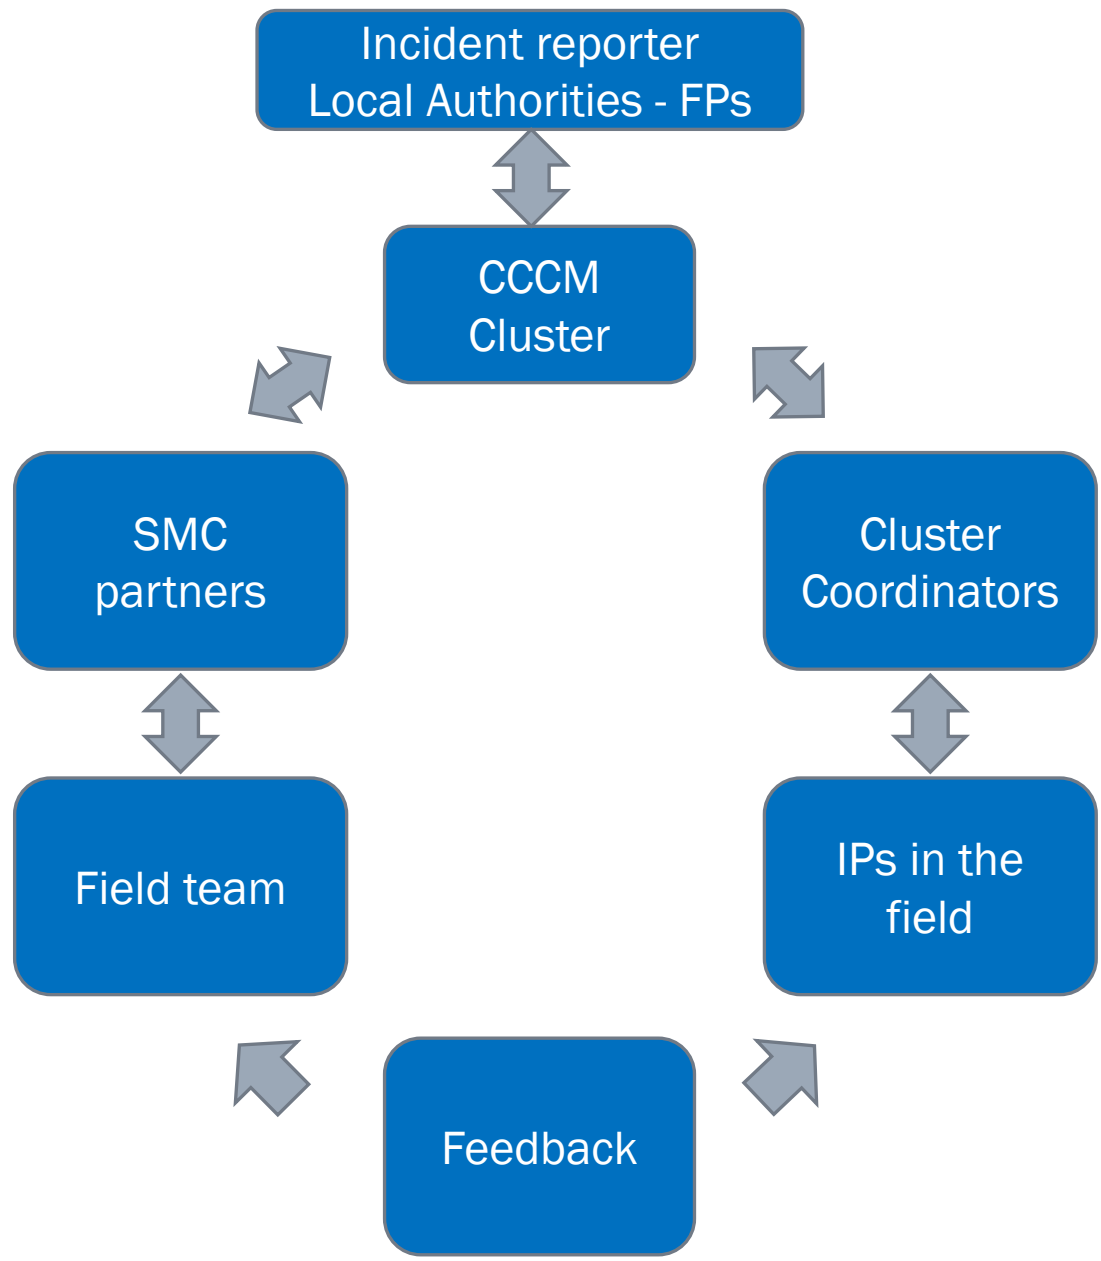 Incident reporter
Local Authorities - FPs
CCCM
Cluster
SMC
partners
Cluster
Coordinators
Field team
IPs in the
field
Feedback